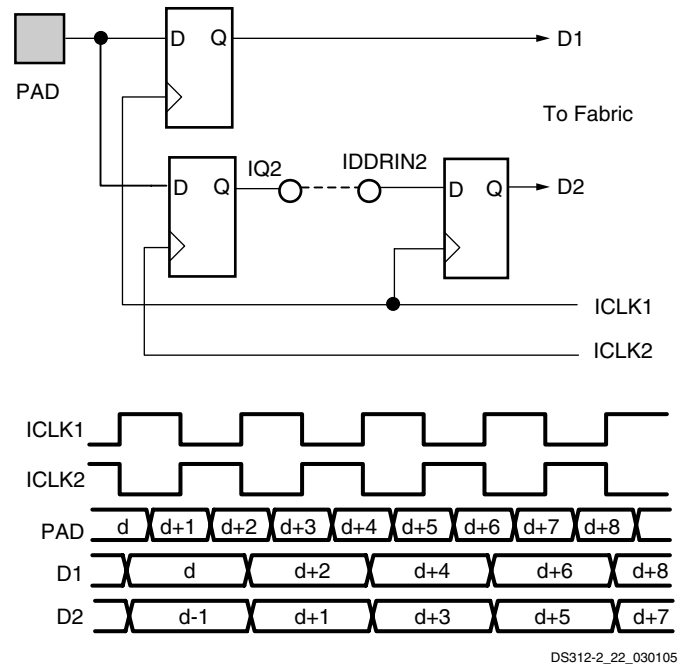 D Q D1
PAD
To Fabric
IQ2 IDDRIN2
D Q D Q D2
ICLK1
ICLK2
ICLK1
ICLK2
PAD d d+1 d+2 d+3 d+4 d+5 d+6 d+7 d+8
D1 d d+2 d+4 d+6 d+8
D2 d-1 d+1 d+3 d+5 d+7
DS312-2_22_030105